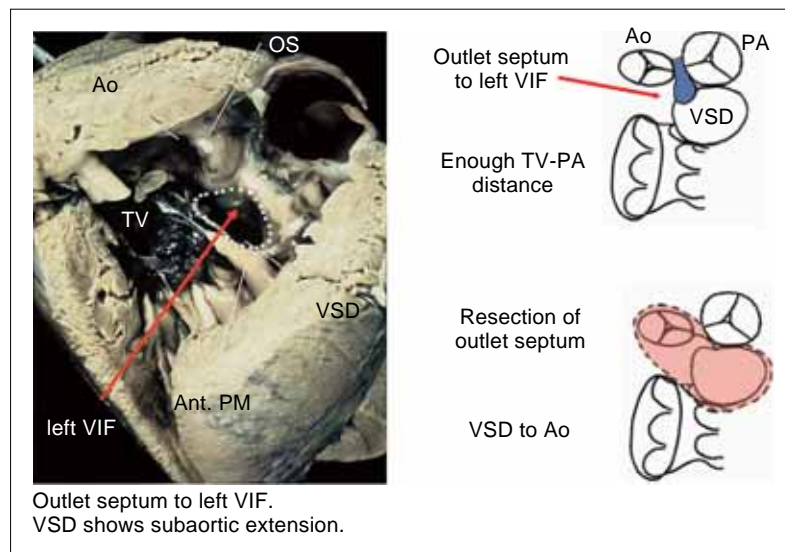 OS
Ao
TV
VSD
Ant. PM
left VIF
Outlet septum to left VIF.
VSD shows subaortic extension.
Ao
PA
Outlet septum
to left VIF
VSD
Enough TV-PA
distance
Resection of
outlet septum
VSD to Ao